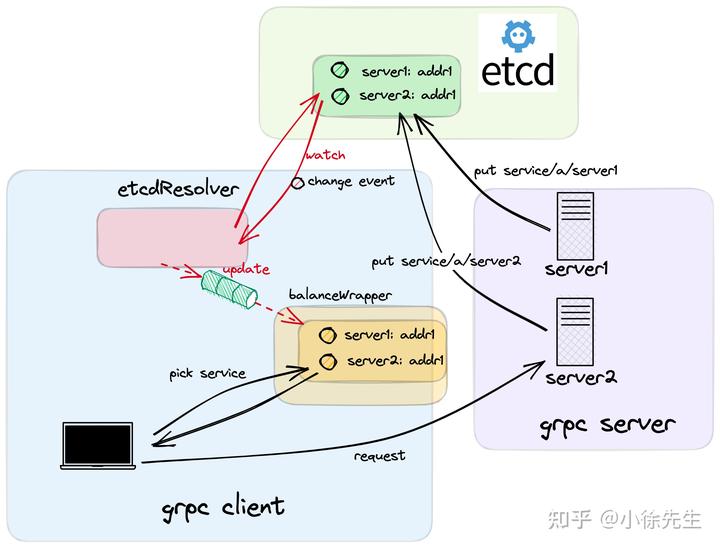 etcd
server1: addr1
server2: addr1
watch
change event
etcdResolver
put service/a/server1
put service/a/server2
update
server1
balanceWrapper
server1: addr1
server2: addr1
pick service
server2
grpc server
request
grpc client
知乎 @小徐先生